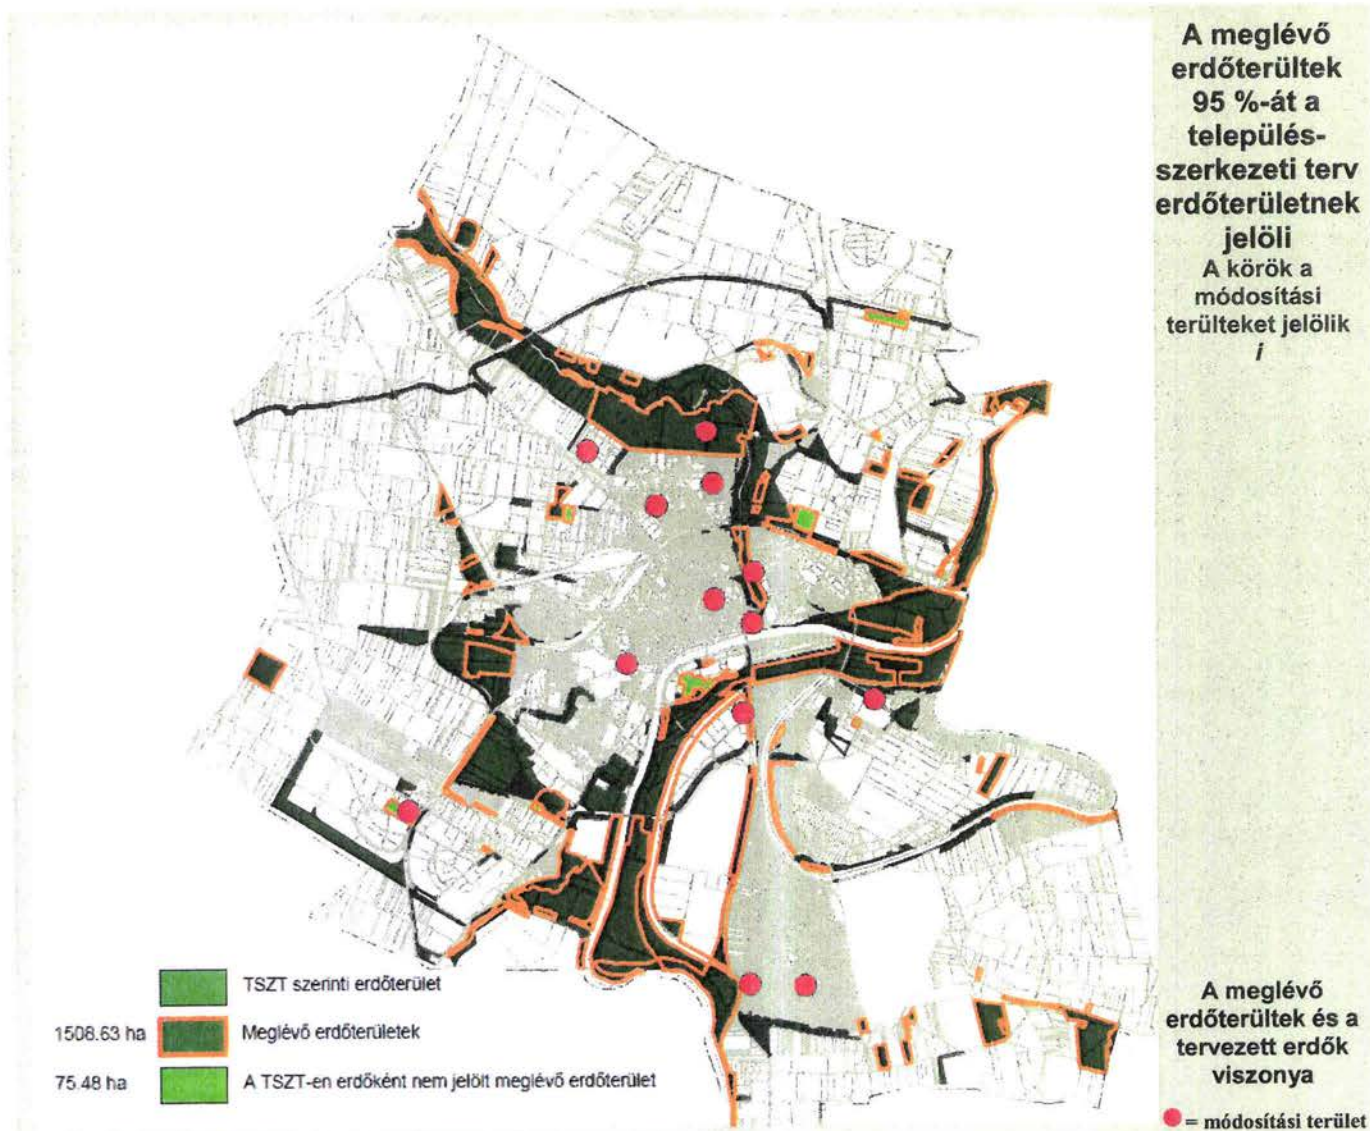 A meglévő
erdőterültek
95 %-át a
település-
szerkezeti terv
erdőterületnek
jelöli
A körök a
módosítási
terülteket jelölik
i
TSZT szerinti erdőterület
1508.63 ha
Meglévő erdőterületek
75.48 ha
A TSZT-en erdőként nem jelölt meglévő erdőterület
A meglévő
erdőterültek és a
tervezett erdők
viszonya
= módosítási terület